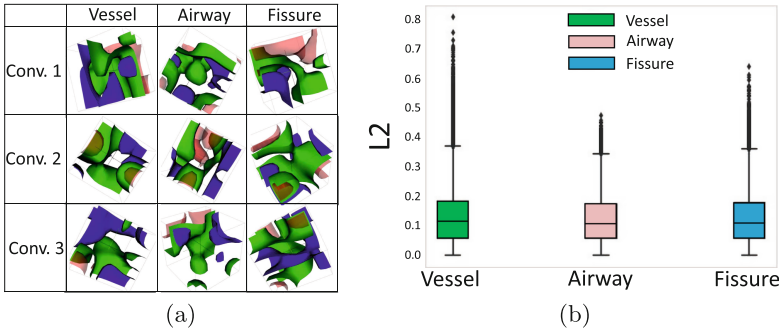 Vessel Airway Fissure
Conv. 1
Conv. 2
Conv. 3
(a)
L2
0.8
0.7
0.6
0.5
0.4
0.3
0.2
0.1
0.0
Vessel
Airway
Fissure
Vessel Airway Fissure
(b)